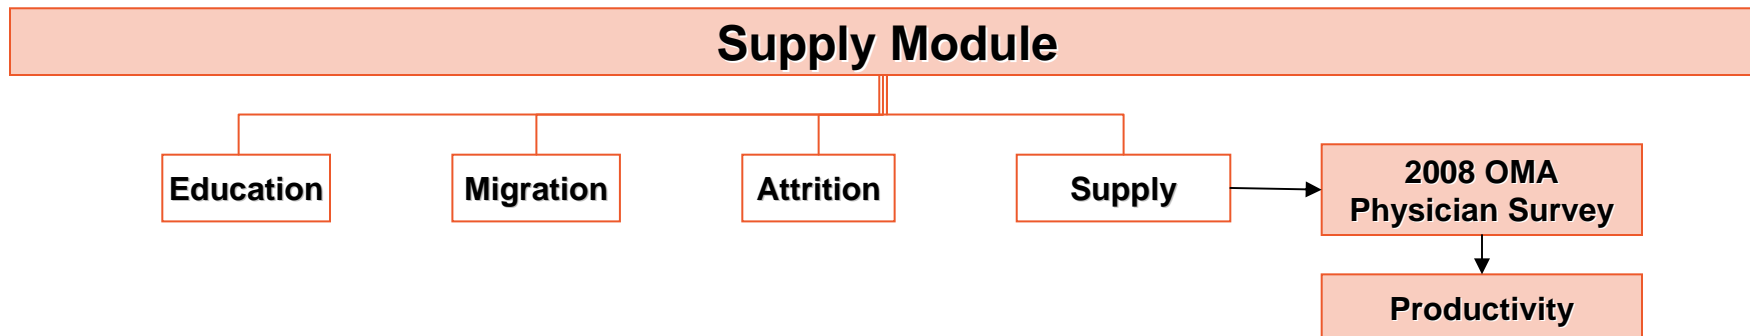 Supply Module
Education
Migration
Attrition
Supply
2008 OMA
Physician Survey
Productivity